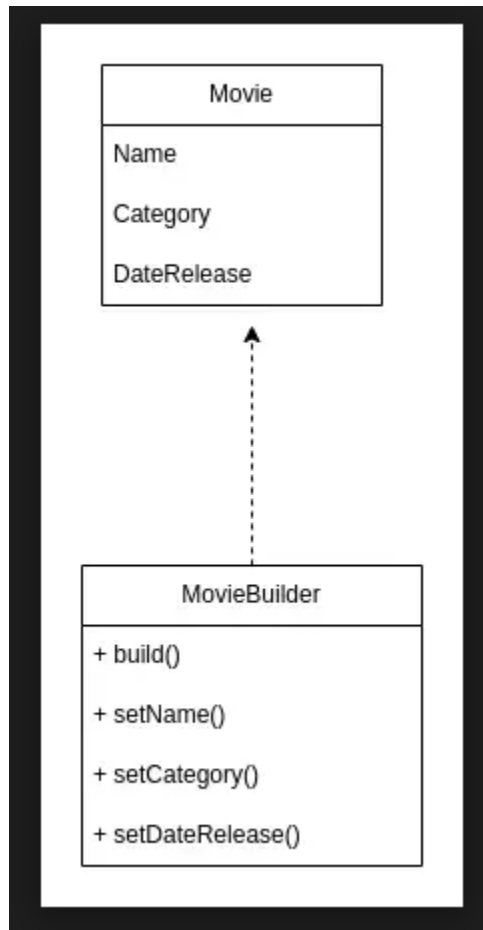 Movie
Name
Category
DateRelease
MovieBuilder
+ build()
+ setName()
+ setCategory()
+ setDateRelease()